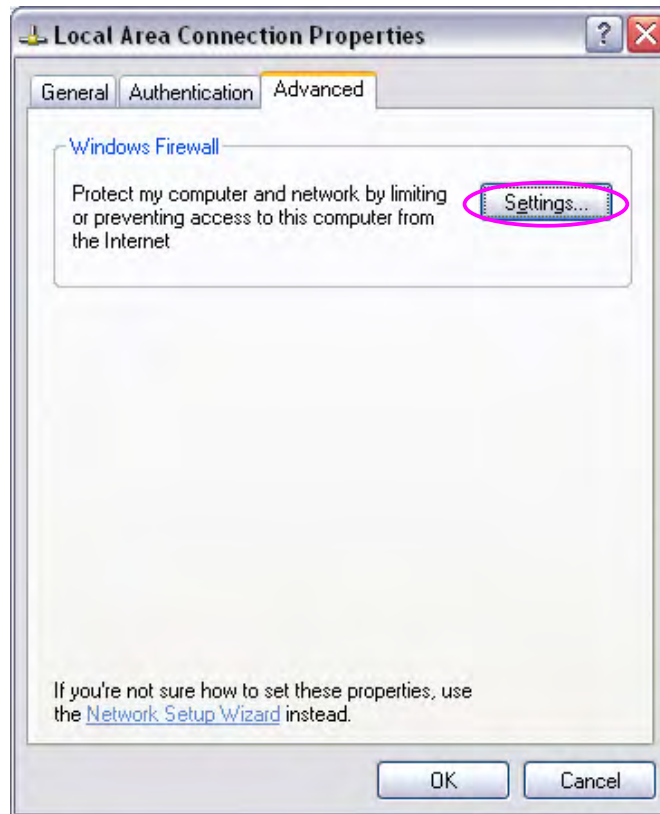 Local Area Connection Properties
?
General Authentication Advanced
Windows Firewall
Protect my computer and network by limiting
or preventing access to this computer from
the Internet
Settings...
If you're not sure how to set these properties, use
the Network Setup Wizard instead.
OK Cancel